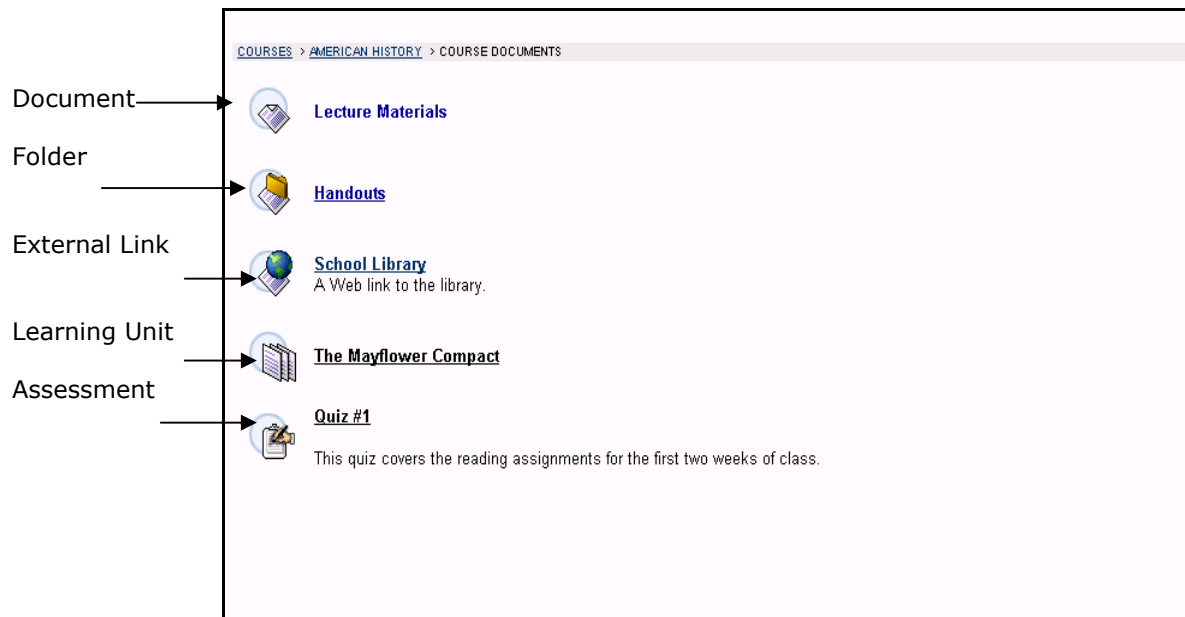 COURSES > AMERICAN HISTORY > COURSE DOCUMENTS
Document
Lecture Materials
Folder
Handouts
External Link
School Library
A Web link to the library.
Learning Unit
The Mayflower Compact
Assessment
Quiz #1
This quiz covers the reading assignments for the first two weeks of class.